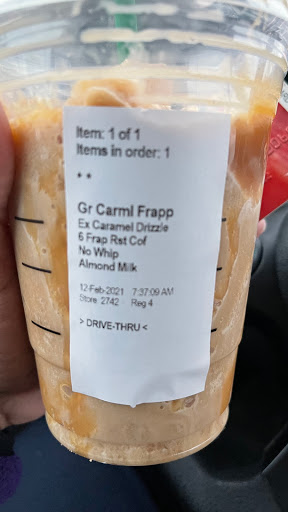 Item: 1 of 1
Items in order: 1
* *
Gr Carml Frapp
Ex Caramel Drizzle
6 Frap Rst Cof
No Whip
Almond Milk
12-Feb-2021 7:37:09 AM
Store 2742 Reg 4
> DRIVE-THRU <